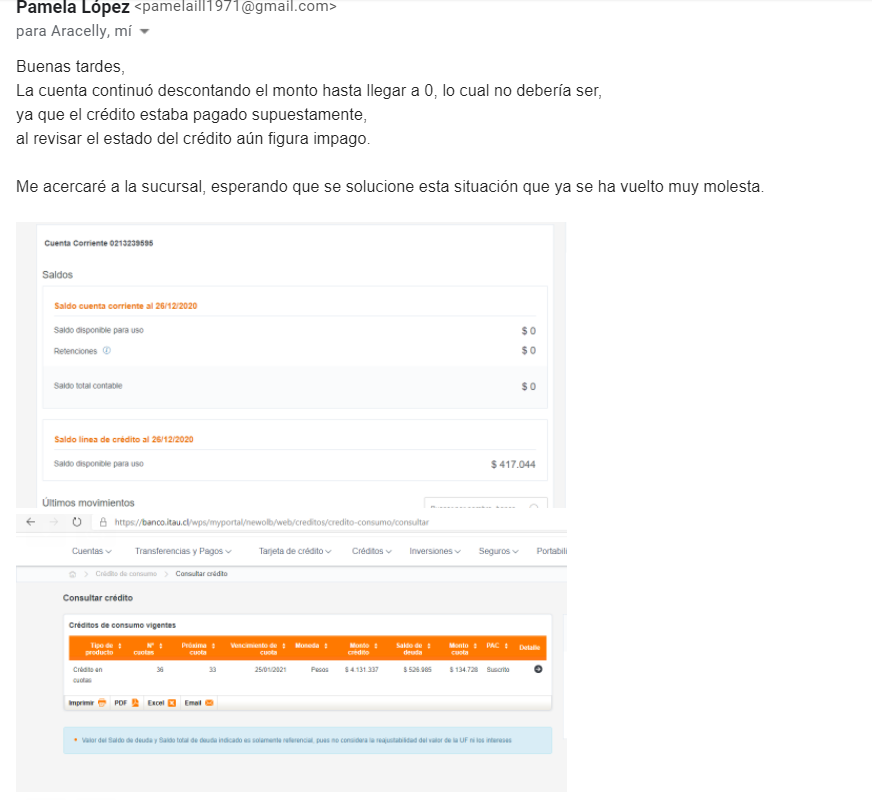 Pamela López <pamelaill1971@gmail.com>
para Aracelly, mí
Buenas tardes,
La cuenta continuó descontando el monto hasta llegar a 0, lo cual no debería ser,
ya que el crédito estaba pagado supuestamente,
al revisar el estado del crédito aún figura impago.
Me acercaré a la sucursal, esperando que se solucione esta situación que ya se ha vuelto muy molesta.
Cuenta Corriente 0213239595
Saldos
Saldo cuenta corriente al 26/12/2020
Saldo disponible para uso $ 0
Retenciones $ 0
Saldo total contable $ 0
Saldo línea de crédito al 26/12/2020
Saldo disponible para uso $ 417.044
Últimos movimientos
https://banco.itau.cl/wps/myportal/newolb/web/creditos/credito-consumo/consultar
Cuentas Transferencias y Pagos Tarjeta de crédito Créditos Inversiones Seguros Portabili
> Crédito de consumo > Consultar crédito
Consultar crédito
Créditos de consumo vigentes
Tipo de producto Nº cuotas Próxima cuota Vencimiento de cuota Moneda Monto crédito Saldo de deuda Monto cuota PAC Detalle
Crédito en cuotas 36 33 25/01/2021 Pesos $ 4.131.337 $ 526.985 $ 134.728 Suscrito
Imprimir PDF Excel Email
Valor del Saldo de deuda y Saldo total de deuda indicado es solamente referencial, pues no considera la reajustabilidad del valor de la UF ni los intereses